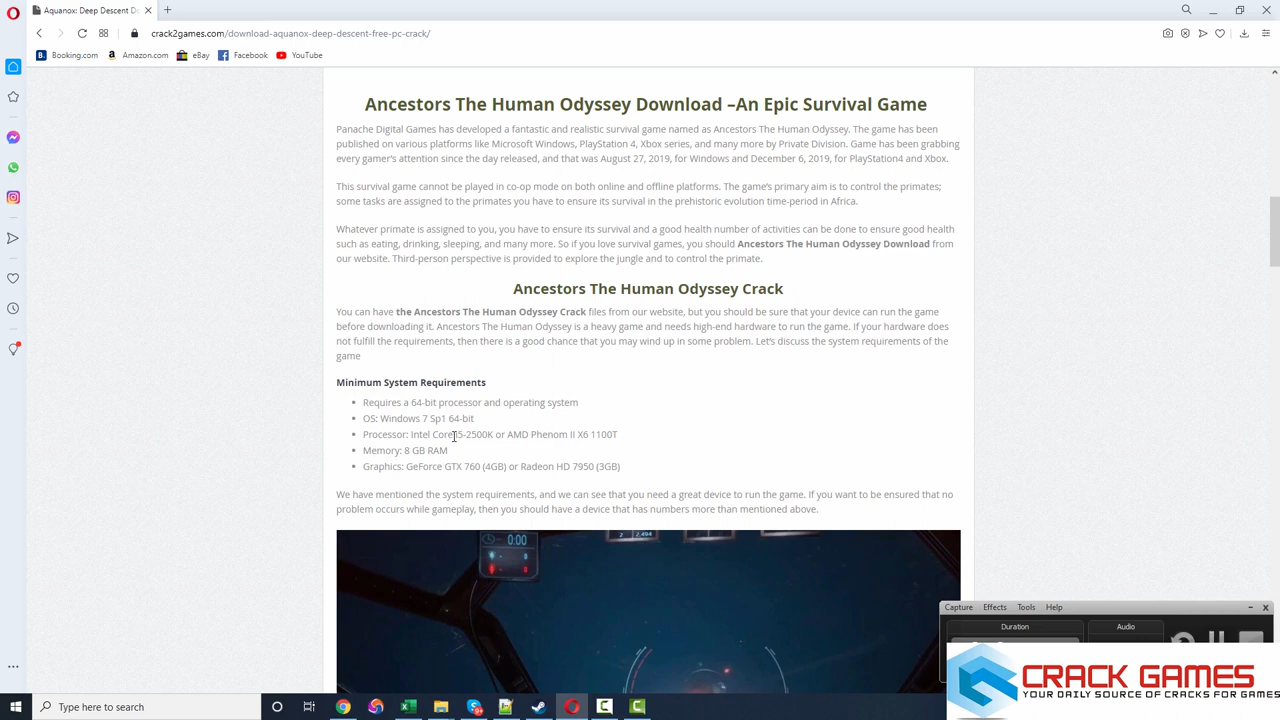 Aquanox: Deep Descent Do
crack2games.com/download-aquanox-deep-descent-free-pc-crack/
Booking.com Amazon.com eBay Facebook YouTube
Ancestors The Human Odyssey Download –An Epic Survival Game
Panache Digital Games has developed a fantastic and realistic survival game named as Ancestors The Human Odyssey. The game has been
published on various platforms like Microsoft Windows, PlayStation 4, Xbox series, and many more by Private Division. Game has been grabbing
every gamer's attention since the day released, and that was August 27, 2019, for Windows and December 6, 2019, for PlayStation4 and Xbox.
This survival game cannot be played in co-op mode on both online and offline platforms. The game's primary aim is to control the primates;
some tasks are assigned to the primates you have to ensure its survival in the prehistoric evolution time-period in Africa.
Whatever primate is assigned to you, you have to ensure its survival and a good health number of activities can be done to ensure good health
such as eating, drinking, sleeping, and many more. So if you love survival games, you should Ancestors The Human Odyssey Download from
our website. Third-person perspective is provided to explore the jungle and to control the primate.
Ancestors The Human Odyssey Crack
You can have the Ancestors The Human Odyssey Crack files from our website, but you should be sure that your device can run the game
before downloading it. Ancestors The Human Odyssey is a heavy game and needs high-end hardware to run the game. If your hardware does
not fulfill the requirements, then there is a good chance that you may wind up in some problem. Let's discuss the system requirements of the
game
Minimum System Requirements
• Requires a 64-bit processor and operating system
• OS: Windows 7 Sp1 64-bit
• Processor: Intel Core i5-2500K or AMD Phenom II X6 1100T
• Memory: 8 GB RAM
• Graphics: GeForce GTX 760 (4GB) or Radeon HD 7950 (3GB)
We have mentioned the system requirements, and we can see that you need a great device to run the game. If you want to be ensured that no
problem occurs while gameplay, then you should have a device that has numbers more than mentioned above.
2 2,494
0:00
0
0
Capture Effects Tools Help
Duration Audio
CRACK GAMES
YOUR DAILY SOURCE OF CRACKS FOR GAMES
Type here to search